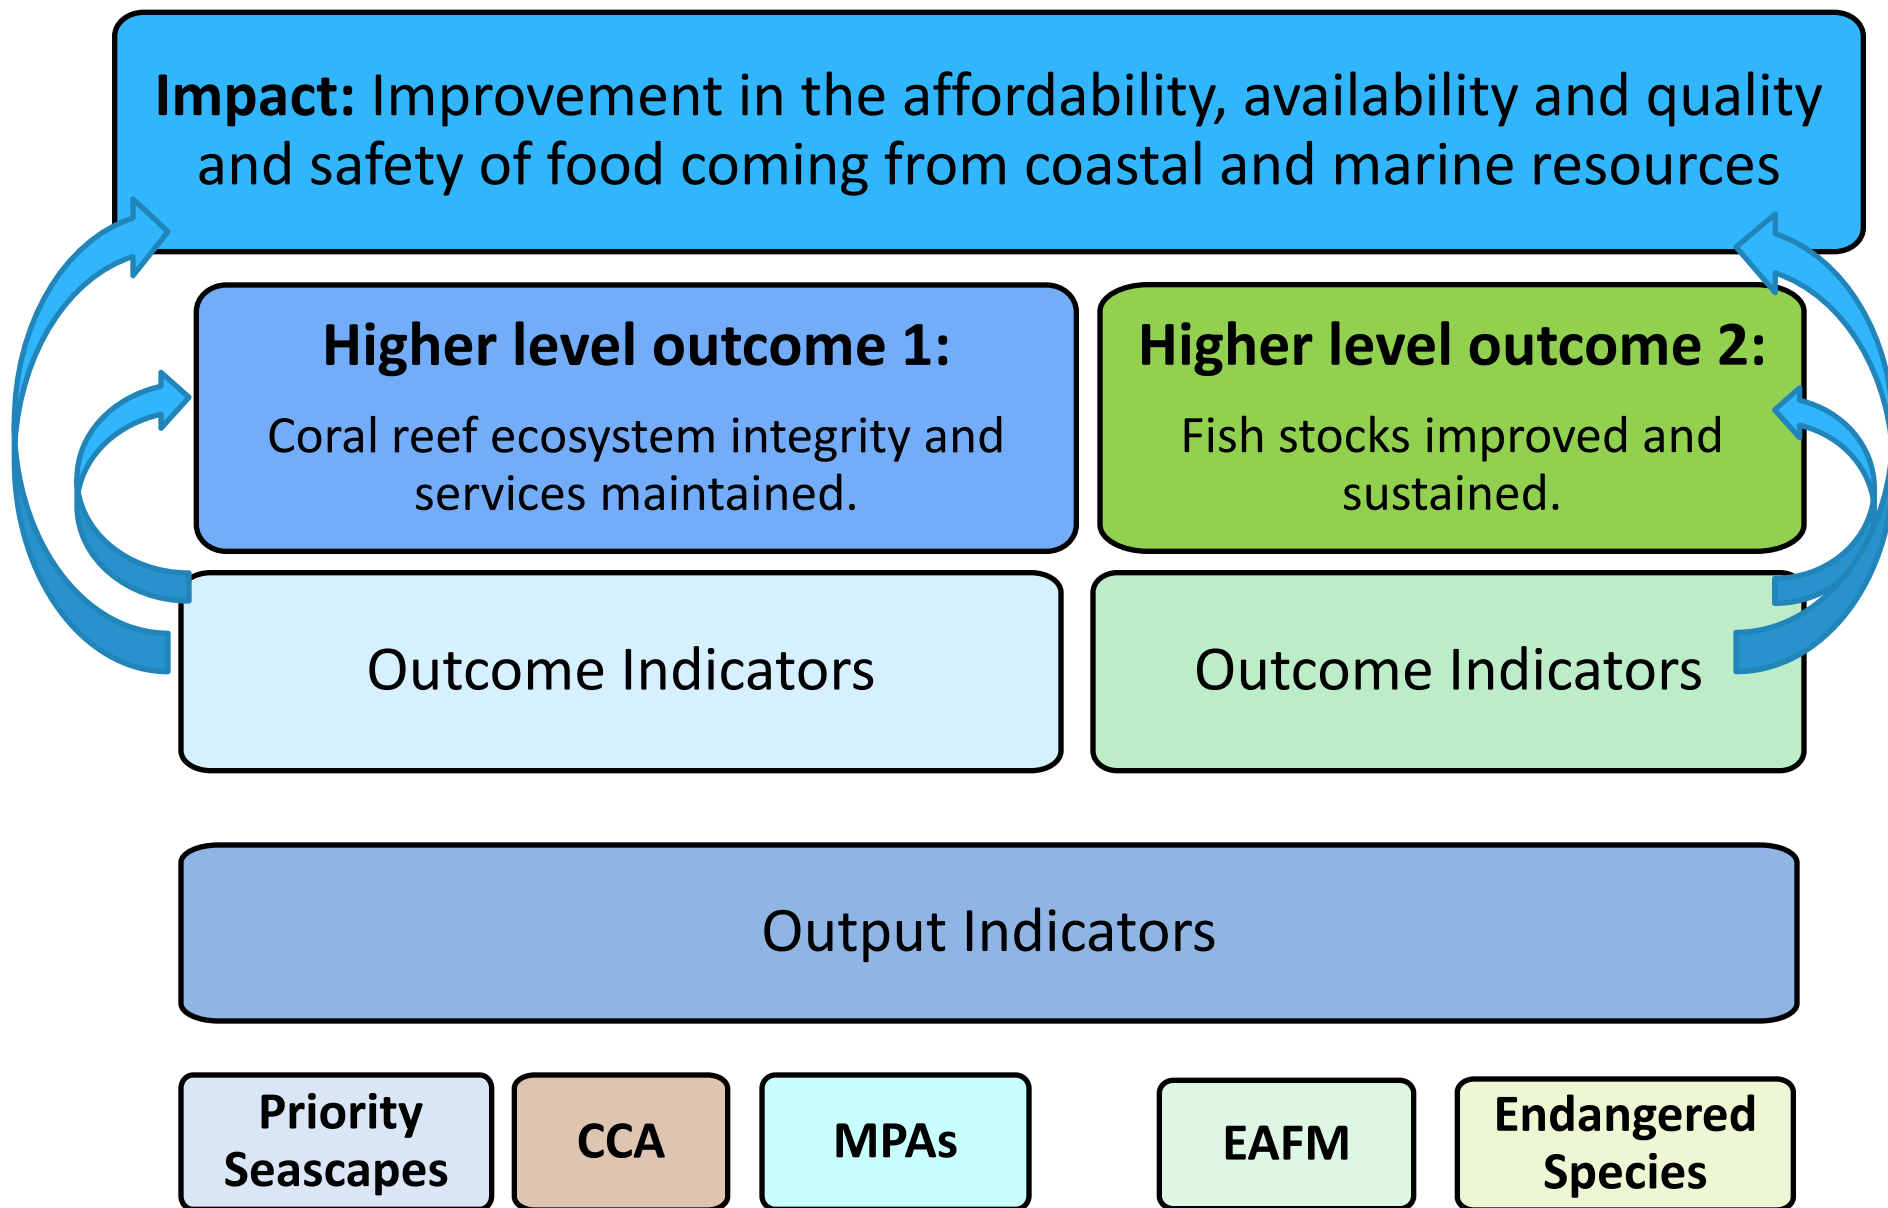 Impact: Improvement in the affordability, availability and quality
and safety of food coming from coastal and marine resources
Higher level outcome 1:
Coral reef ecosystem integrity and
services maintained.
Higher level outcome 2:
Fish stocks improved and
sustained.
Outcome Indicators
Outcome Indicators
Output Indicators
Priority
Seascapes
CCA
MPAs
EAFM
Endangered
Species